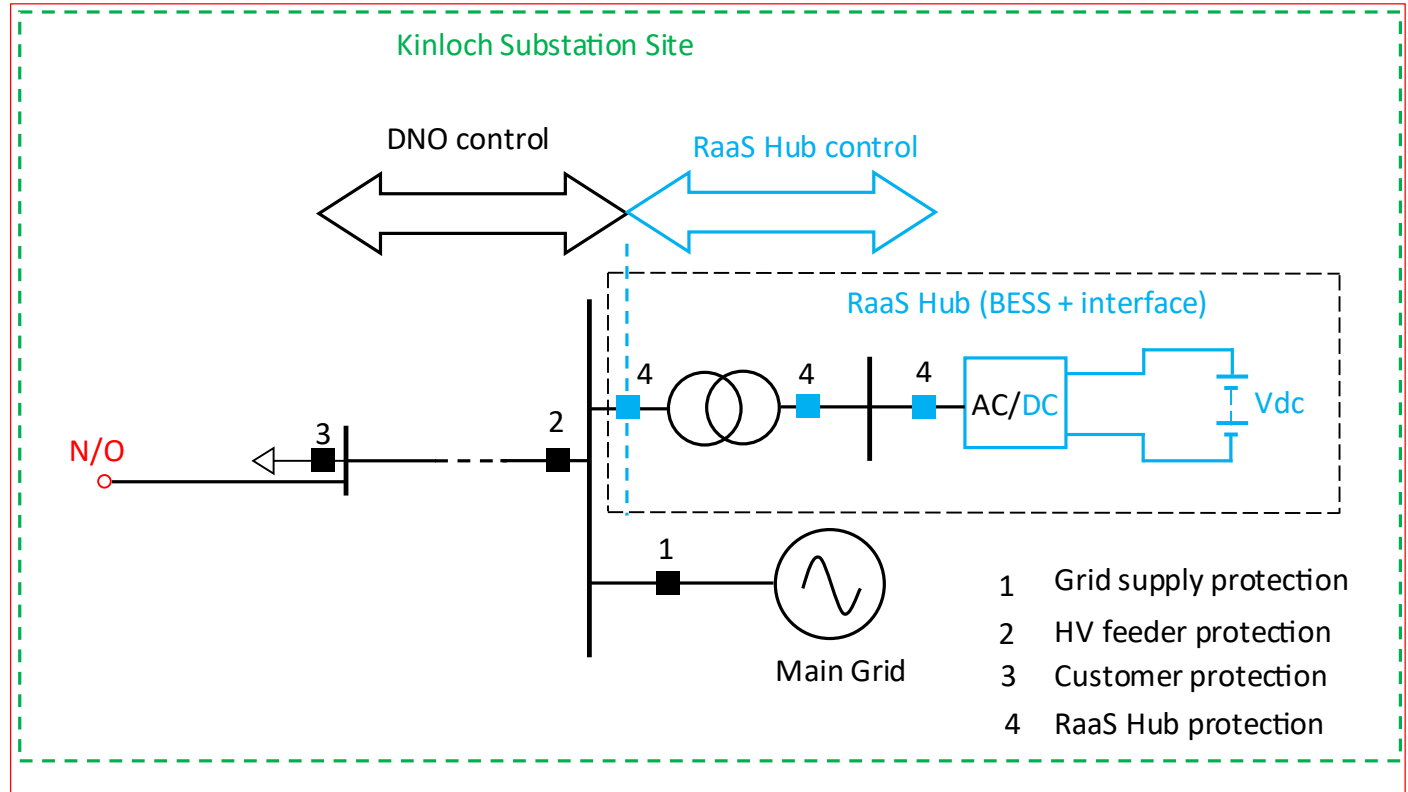 Kinloch Substation Site
DNO control
RaaS Hub control
RaaS Hub (BESS + interface)
4
4
4
AC/DC
Vdc
3
2
N/O
1
Main Grid
1 Grid supply protection
2 HV feeder protection
3 Customer protection
4 RaaS Hub protection